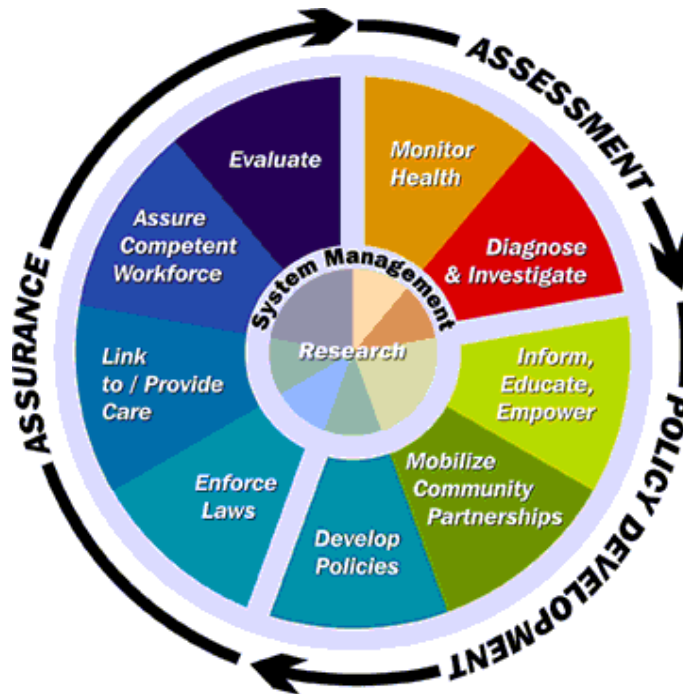 ASSESSMENT
Monitor
Health
Diagnose
& Investigate
POLICY DEVELOPMENT
Inform,
Educate,
Empower
Mobilize
Community
Partnerships
Develop
Policies
ASSURANCE
Enforce
Laws
Link
to / Provide
Care
Assure
Competent
Workforce
Evaluate
System Management
Research